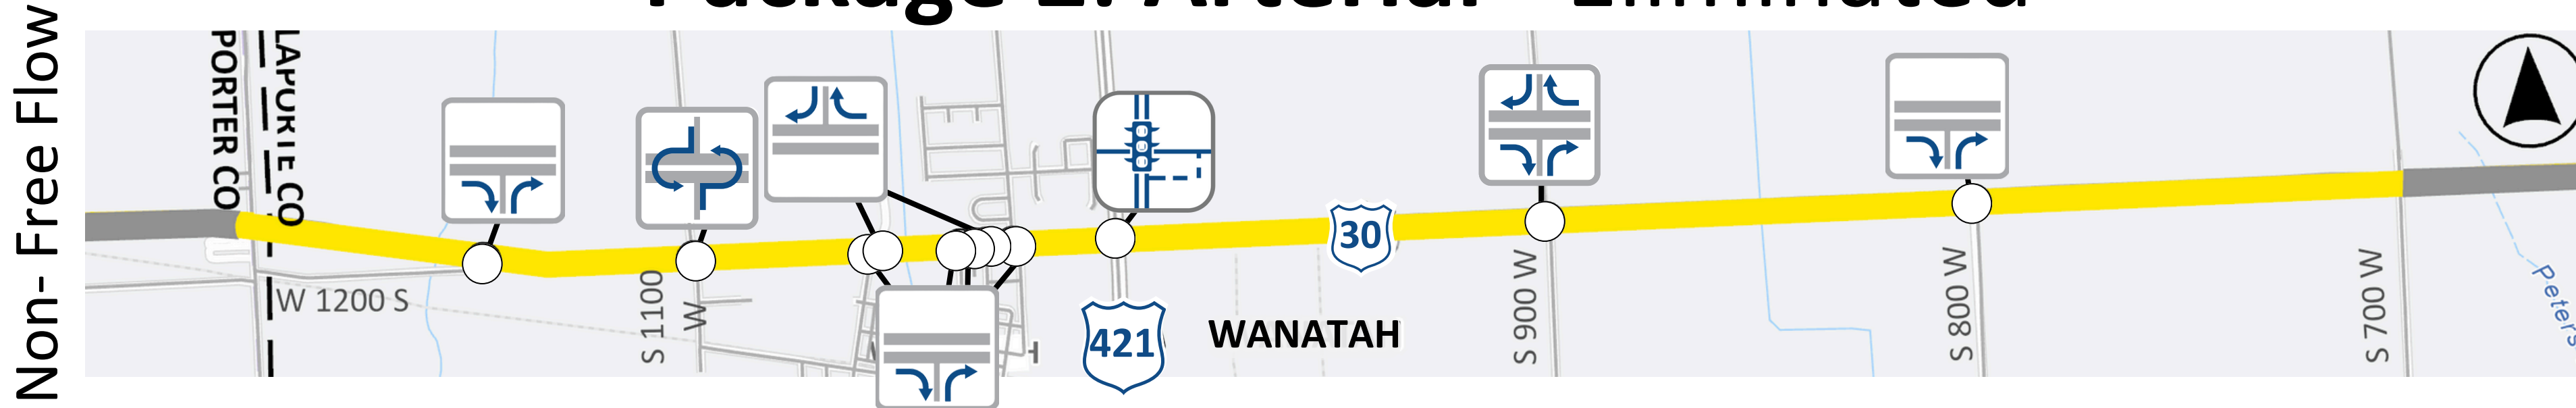 Package 2: Arterial - Eliminated
Non- Free Flow
PORTER CO
LAPORTE CO
W 1200 S
S 1100 W
30
421
WANATAH
S 900 W
S 800 W
S 700 W
Peters